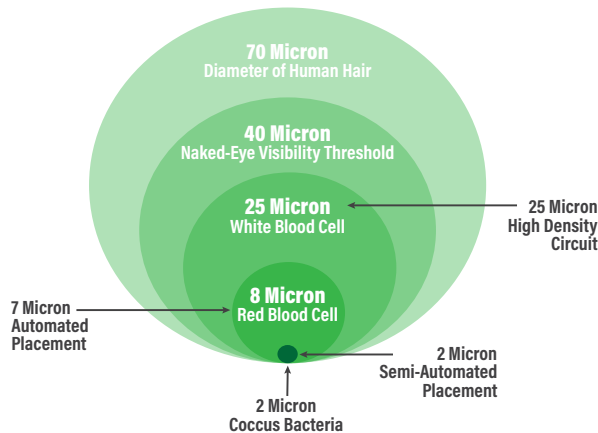 70 Micron
Diameter of Human Hair
40 Micron
Naked-Eye Visibility Threshold
25 Micron
White Blood Cell
25 Micron
High Density
Circuit
8 Micron
Red Blood Cell
7 Micron
Automated
Placement
2 Micron
Semi-Automated
Placement
2 Micron
Coccus Bacteria